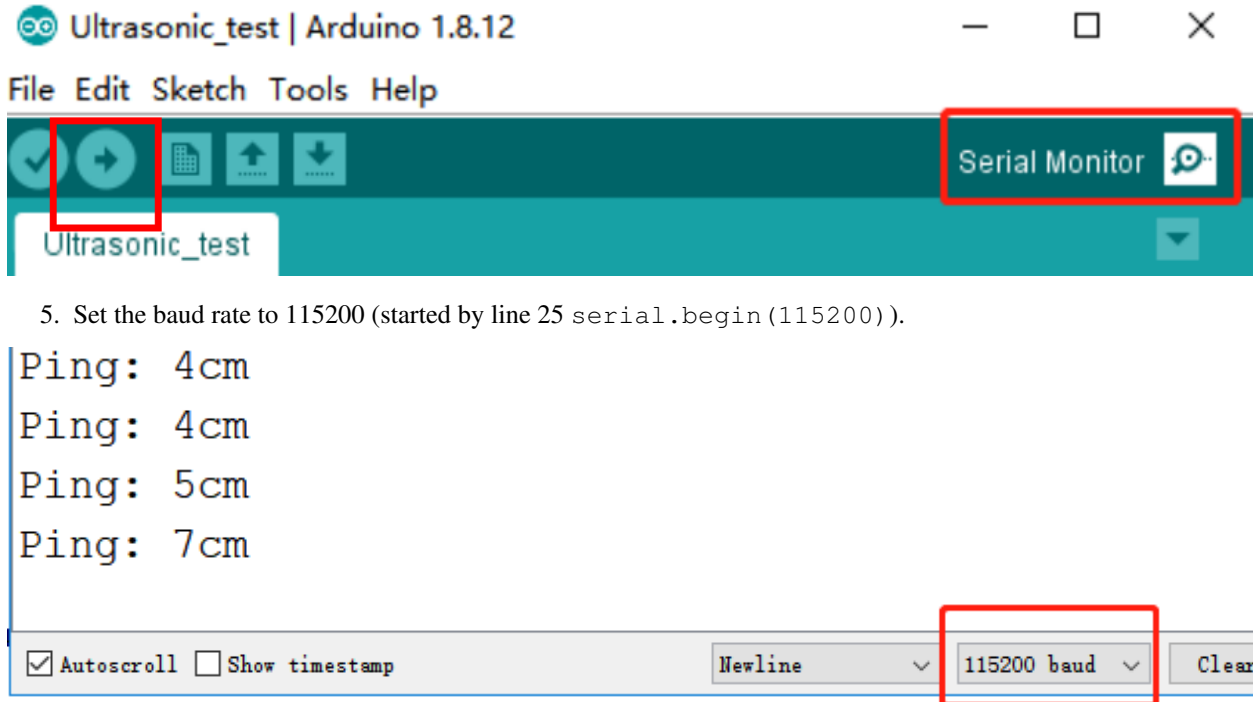 Ultrasonic_test | Arduino 1.8.12
File Edit Sketch Tools Help
Serial Monitor
Ultrasonic_test
5. Set the baud rate to 115200 (started by line 25 serial.begin(115200)).
Ping: 4cm
Ping: 4cm
Ping: 5cm
Ping: 7cm
Autoscroll Show timestamp Newline 115200 baud Clear